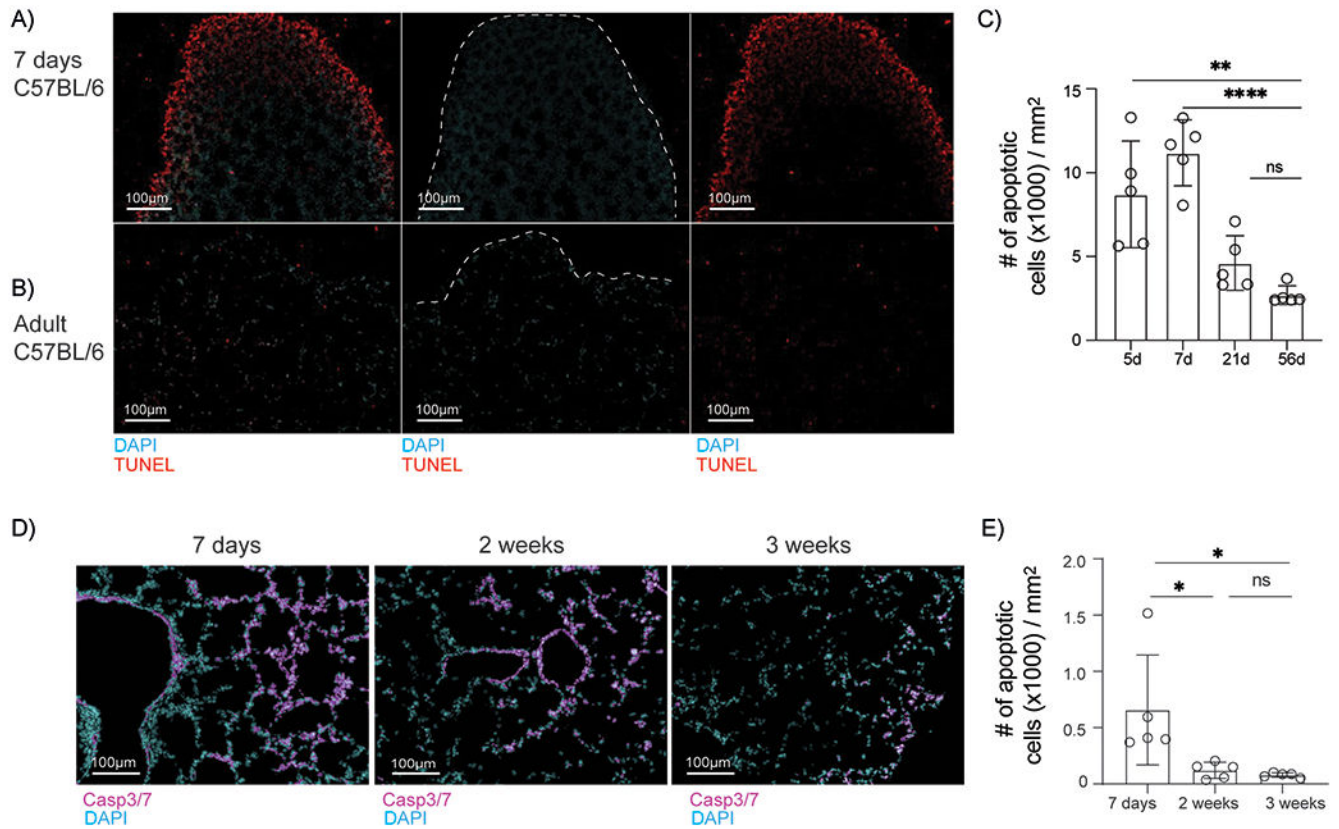 A)
7 days
C57BL/6
100µm
100µm
100µm
B)
Adult
C57BL/6
100µm
100µm
100µm
DAPI
TUNEL
DAPI
TUNEL
DAPI
TUNEL
C)
**
****
ns
# of apoptotic
cells (x1000) / mm²
15
10
5
0
5d
7d
21d
56d
D)
7 days
2 weeks
3 weeks
100µm
100µm
100µm
Casp3/7
DAPI
Casp3/7
DAPI
Casp3/7
DAPI
E)
*
*
ns
# of apoptotic
cells (x1000) / mm²
2.0
1.5
1.0
0.5
0
7 days
2 weeks
3 weeks